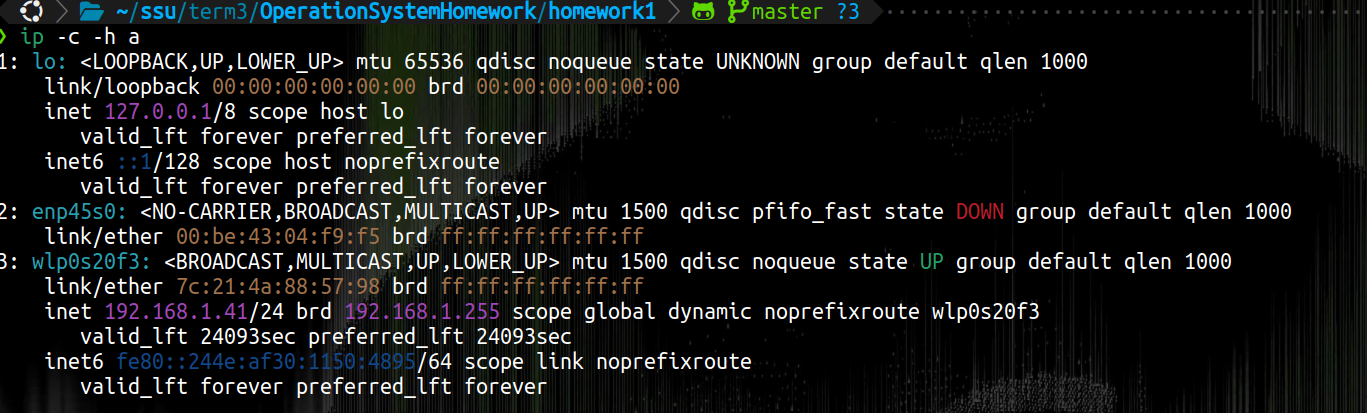 ~/ssu/term3/OperationSystemHomework/homework1 master ?3
❯ ip -c -h a
1: lo: <LOOPBACK,UP,LOWER_UP> mtu 65536 qdisc noqueue state UNKNOWN group default qlen 1000
link/loopback 00:00:00:00:00:00 brd 00:00:00:00:00:00
inet 127.0.0.1/8 scope host lo
valid_lft forever preferred_lft forever
inet6 ::1/128 scope host noprefixroute
valid_lft forever preferred_lft forever
2: enp45s0: <NO-CARRIER,BROADCAST,MULTICAST,UP> mtu 1500 qdisc pfifo_fast state DOWN group default qlen 1000
link/ether 00:be:43:04:f9:f5 brd ff:ff:ff:ff:ff:ff
3: wlp0s20f3: <BROADCAST,MULTICAST,UP,LOWER_UP> mtu 1500 qdisc noqueue state UP group default qlen 1000
link/ether 7c:21:4a:88:57:98 brd ff:ff:ff:ff:ff:ff
inet 192.168.1.41/24 brd 192.168.1.255 scope global dynamic noprefixroute wlp0s20f3
valid_lft 24093sec preferred_lft 24093sec
inet6 fe80::244e:af30:1150:4895/64 scope link noprefixroute
valid_lft forever preferred_lft forever